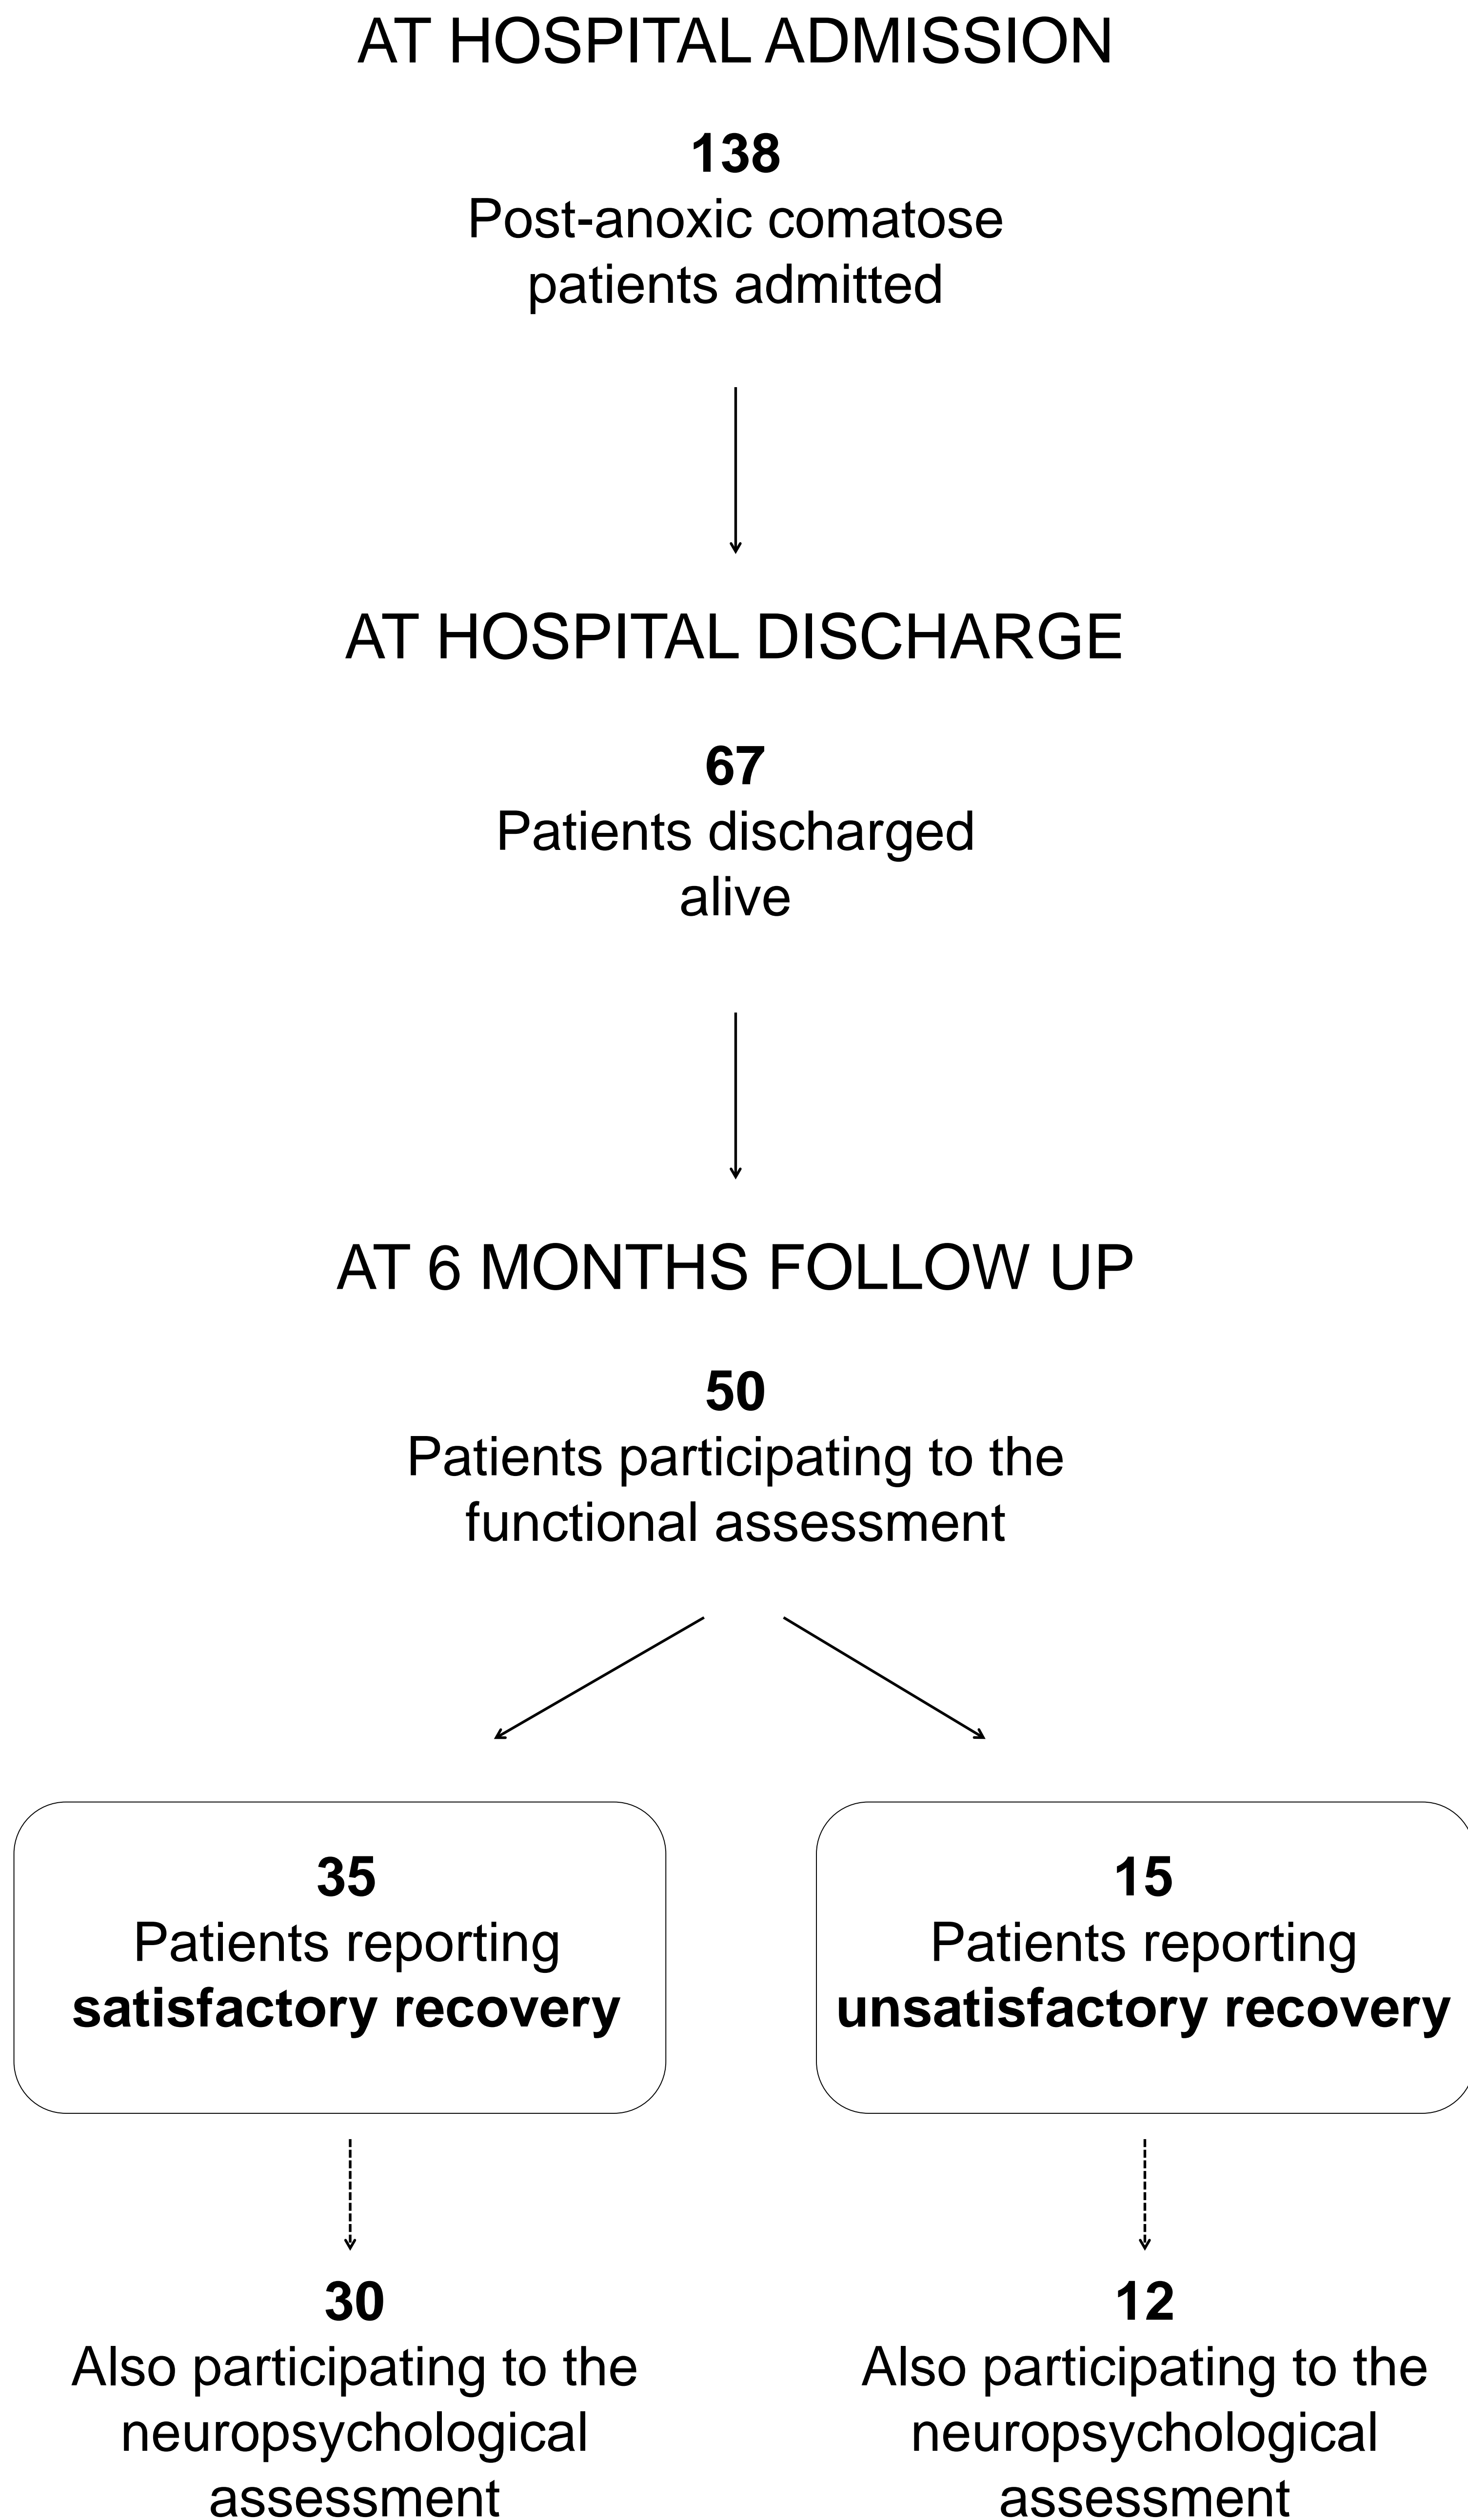 AT HOSPITAL ADMISSION
138
Post-anoxic comatose
patients admitted
AT HOSPITAL DISCHARGE
67
Patients discharged
alive
AT 6 MONTHS FOLLOW UP
50
Patients participating to the
functional assessment
35
Patients reporting
satisfactory recovery
15
Patients reporting
unsatisfactory recovery
30
Also participating to the
neuropsychological
assessment
12
Also participating to the
neuropsychological
assessment